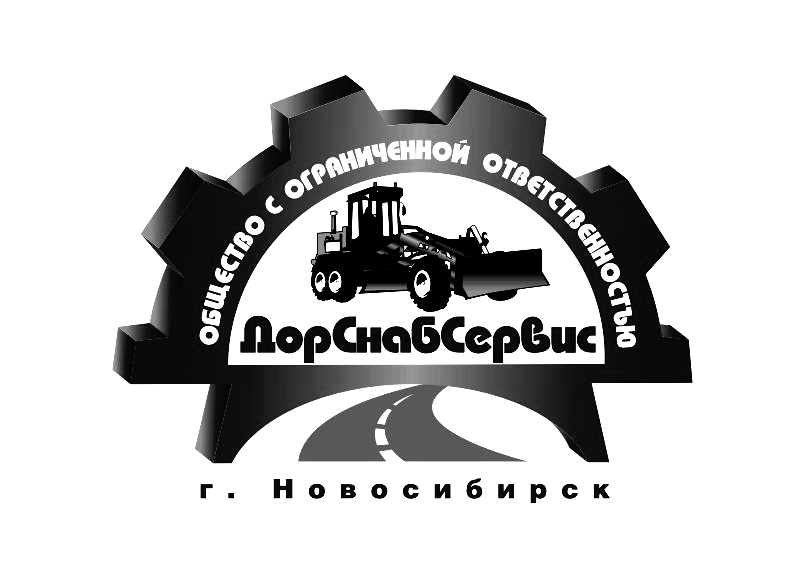 ОБЩЕСТВО С ОГРАНИЧЕННОЙ ОТВЕТСТВЕННОСТЬЮ
ДорСнабСервис
г. Новосибирск